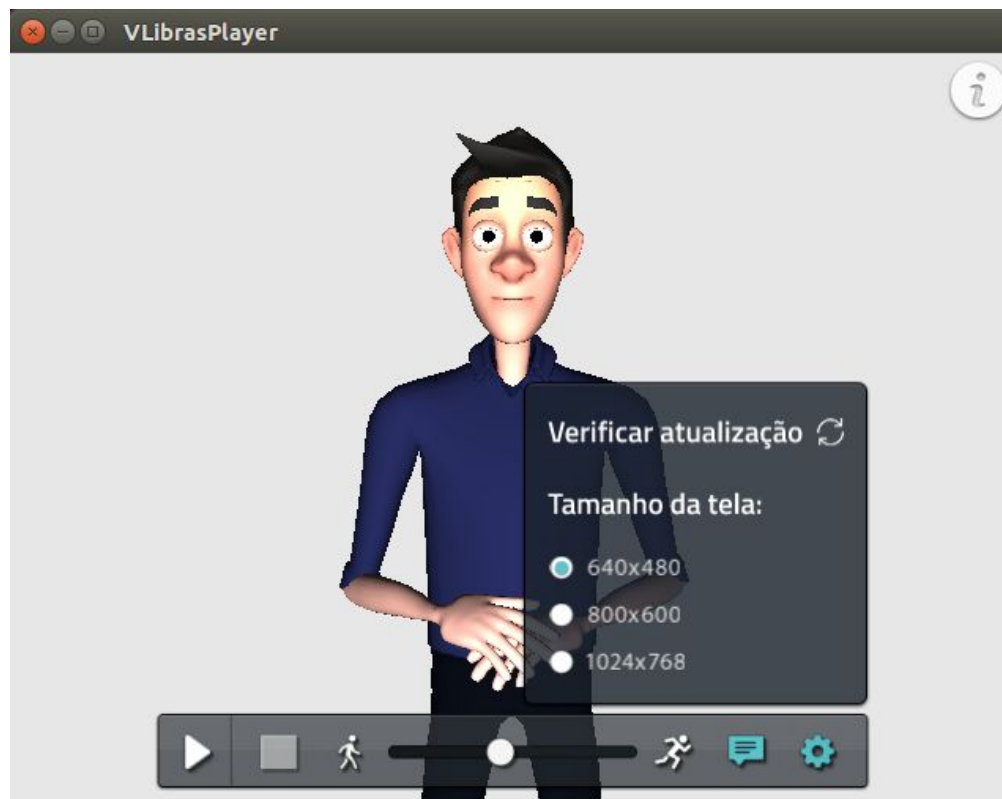 VLibrasPlayer
i
Verificar atualização
Tamanho da tela:
640x480
800x600
1024x768